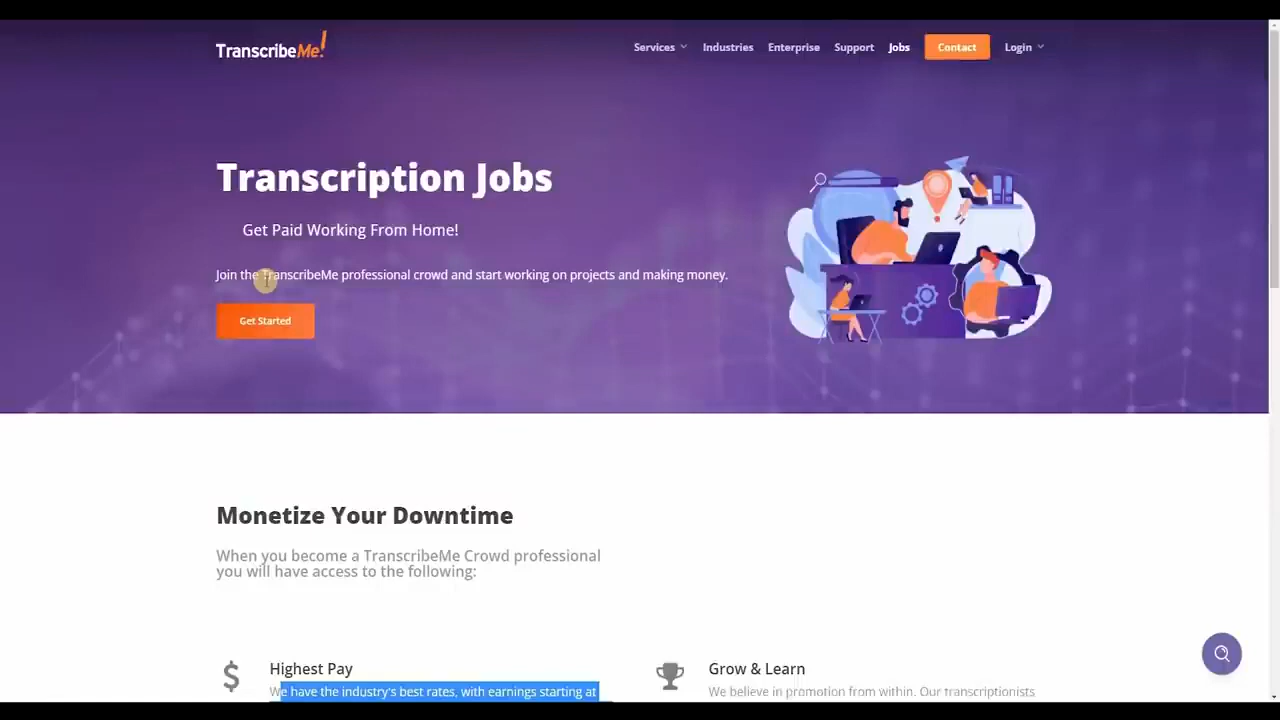 TranscribeMe!
Services Industries Enterprise Support Jobs Contact Login
Transcription Jobs
Get Paid Working From Home!
Join the TranscribeMe professional crowd and start working on projects and making money.
Get Started
Monetize Your Downtime
When you become a TranscribeMe Crowd professional
you will have access to the following:
Highest Pay
We have the industry's best rates, with earnings starting at
Grow & Learn
We believe in promotion from within. Our transcriptionists